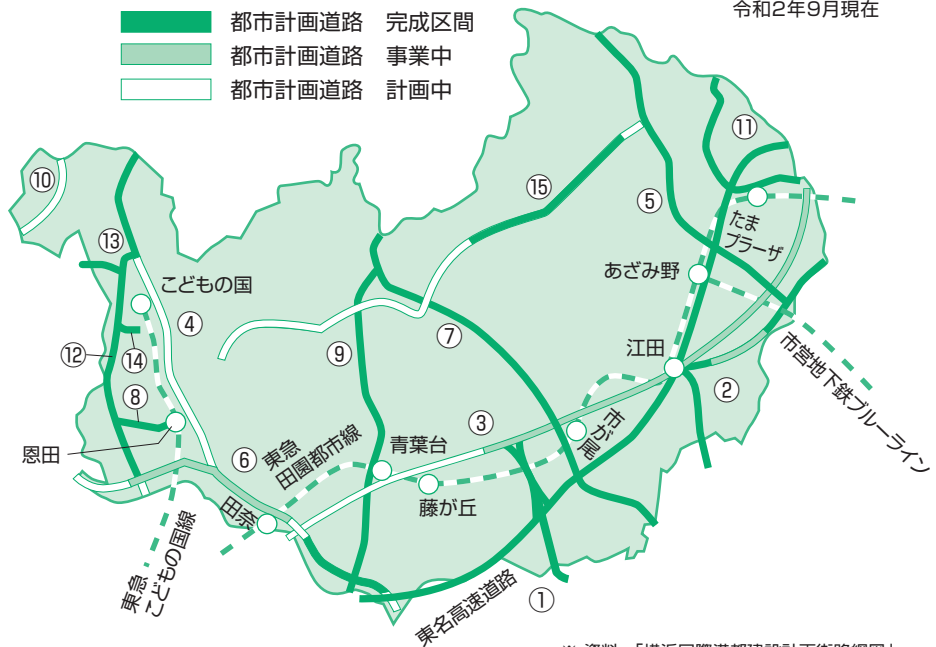 令和2年9月現在
都市計画道路 完成区間
都市計画道路 事業中
都市計画道路 計画中
⑪
⑩
⑮
⑤
たま
プラーザ
⑬
あざみ野
こどもの国
④
⑦
⑨
江田
⑫
⑭
②
市営地下鉄ブルーライン
⑧
③
市が尾
恩田
⑥
東急
田園都市線
青葉台
藤が丘
田奈
東急
こどもの国線
東名高速道路
①